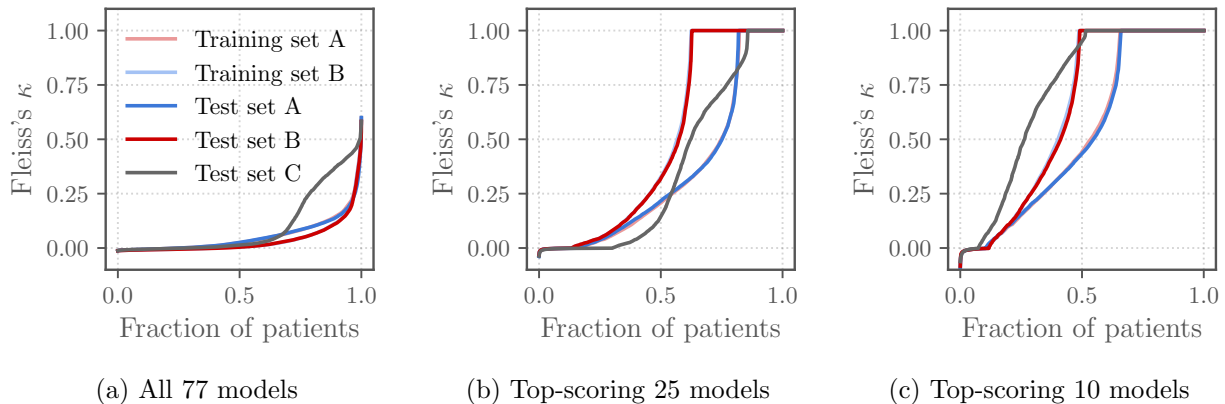 1.00
0.75
0.50
0.25
0.00
Fleiss's κ
Training set A
Training set B
Test set A
Test set B
Test set C
0.0
0.5
1.0
Fraction of patients
(a) All 77 models
1.00
0.75
0.50
0.25
0.00
Fleiss's κ
0.0
0.5
1.0
Fraction of patients
(b) Top-scoring 25 models
1.00
0.75
0.50
0.25
0.00
Fleiss's κ
0.0
0.5
1.0
Fraction of patients
(c) Top-scoring 10 models